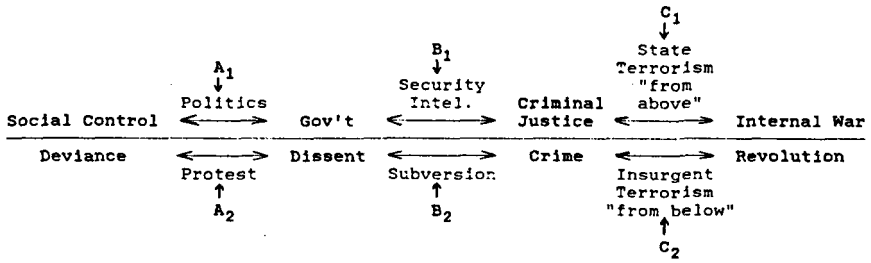 C1
B1
State
A1
Security
Terrorism
"from
Politics
Intel.
Criminal
above"
Social Control
Gov't
Justice
Internal War
Deviance
Dissent
Crime
Revolution
Protest
Subversion
Insurgent
Terrorism
"from below"
A2
B2
C2